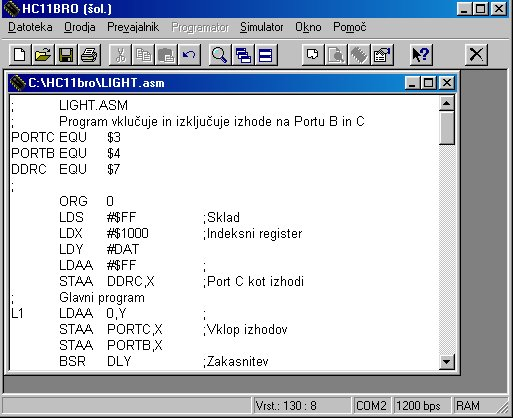 HC11BRO (šol.)
Datoteka Orodja Prevajalnik Programator Simulator Okno Pomoč
C:\HC11bro\LIGHT.asm
; LIGHT.ASM
; Program vklučuje in izključuje izhode na Portu B in C
PORTC EQU $3
PORTB EQU $4
DDRC EQU $7
;
ORG 0
LDS #$FF ;Sklad
LDX #$1000 ;Indeksni register
LDY #DAT
LDAA #$FF ;
STAA DDRC,X ;Port C kot izhodi
; Glavni program
L1 LDAA 0,Y ;
STAA PORTC,X ;Vklop izhodov
STAA PORTB,X
BSR DLY ;Zakasnitev
Vrst.: 130 : 8 COM2 1200 bps RAM